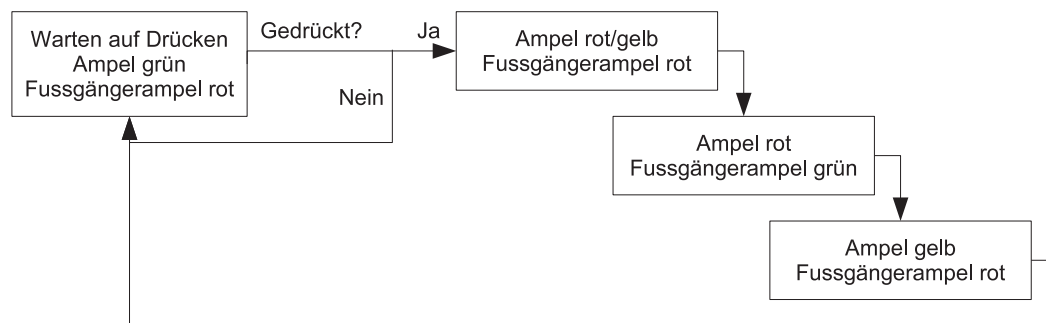 Warten auf Drücken
Ampel grün
Fussgängerampel rot
Gedrückt?
Ja
Nein
Ampel rot/gelb
Fussgängerampel rot
Ampel rot
Fussgängerampel grün
Ampel gelb
Fussgängerampel rot